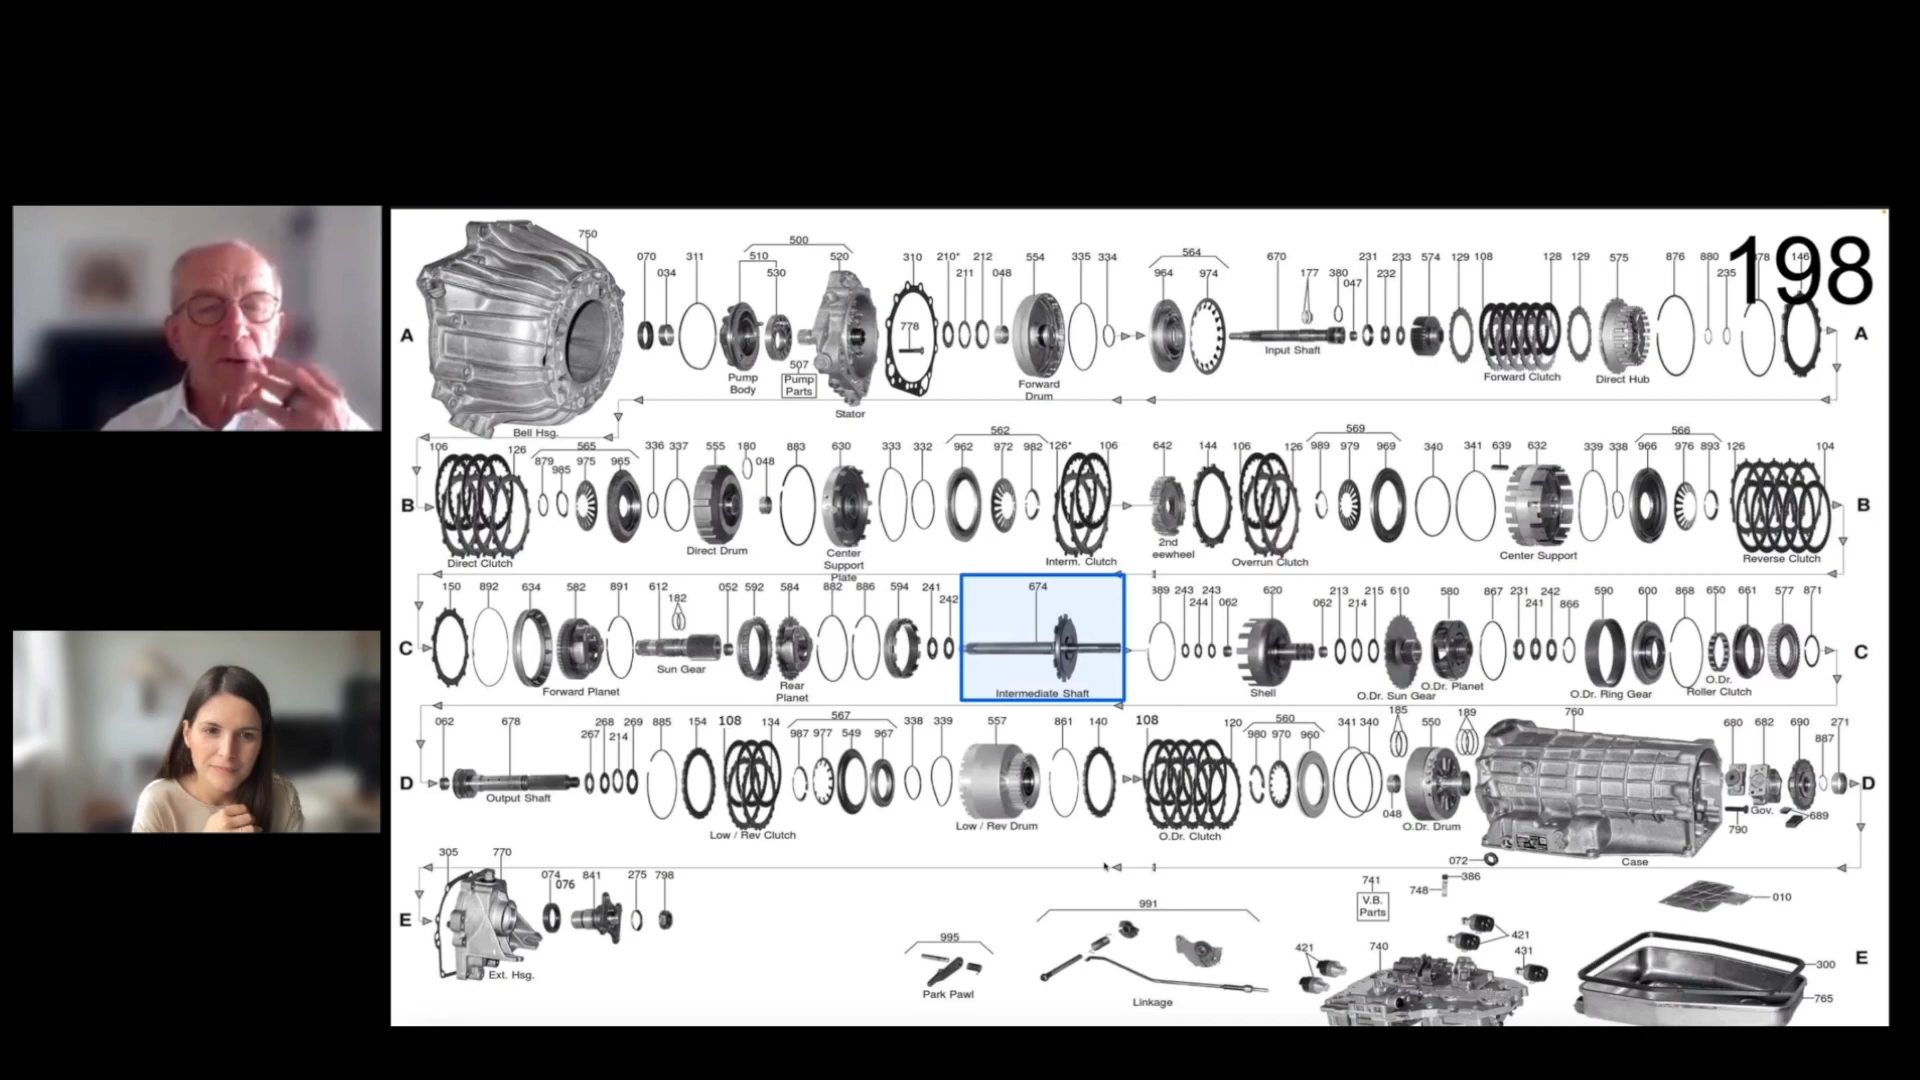 198
750
500
070 311 510 520 310 210* 212 554 335 334 564 670 231 233 574 129 108 128 129 575 876 880 878 146
034 530 211 048 964 974 177 380 047 232 235
778
507
A A
Pump Body
Pump Parts
Stator
Forward Drum
Input Shaft
Forward Clutch
Direct Hub
Bell Hsg.
106 126 565 336 337 555 180 883 630 333 332 562 126* 106 642 144 106 126 569 340 341 639 632 339 338 566 126 104
879 985 975 965 048 962 972 982 989 979 969 966 976 893
B B
Direct Clutch
Direct Drum
Center Support Plate
Interm. Clutch
2nd
eewheel
Overrun Clutch
Center Support
Reverse Clutch
150 892 634 582 891 612 052 592 584 882 886 594 241 674 389 243 243 620 213 215 610 580 867 231 242 590 600 868 650 661 577 871
182 242 244 062 062 214 241 866
C C
Forward Planet
Sun Gear
Rear Planet
Intermediate Shaft
Shell
O.Dr. Sun Gear
O.Dr. Planet
O.Dr. Ring Gear
O.Dr. Roller Clutch
062 678 268 269 885 154 108 134 567 338 339 557 861 140 108 120 560 341 340 185 550 189 760 680 682 690 271
267 214 987 977 549 967 980 970 960 887
D D
048
790
Gov.
689
Output Shaft
Low / Rev Clutch
Low / Rev Drum
O.Dr. Clutch
O.Dr. Drum
Case
072
305 770 074 076 841 275 798
E E
Ext. Hsg.
995
Park Pawl
991
Linkage
741
V.B. Parts
748 386
421
421
431
740
010
300
765